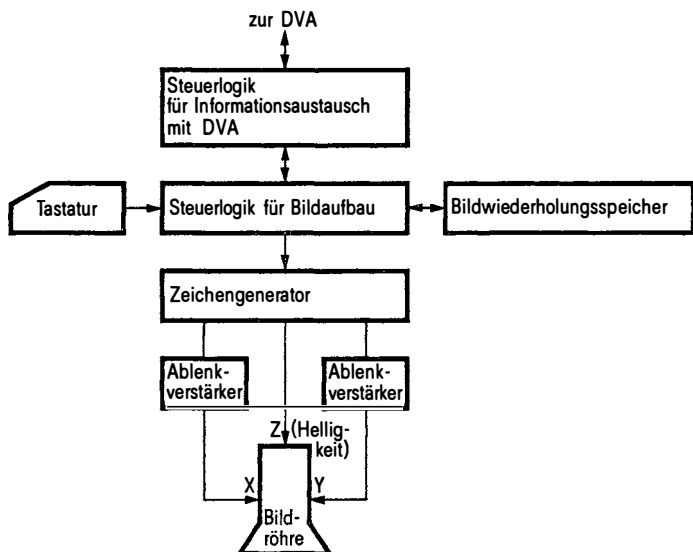 zur DVA
Steuerlogik
für Informationsaustausch
mit DVA
Tastatur
Steuerlogik für Bildaufbau
Bildwiederholungsspeicher
Zeichengenerator
Ablenk-
verstärker
Ablenk-
verstärker
Z (Hellig-
keit)
X
Y
Bild-
röhre